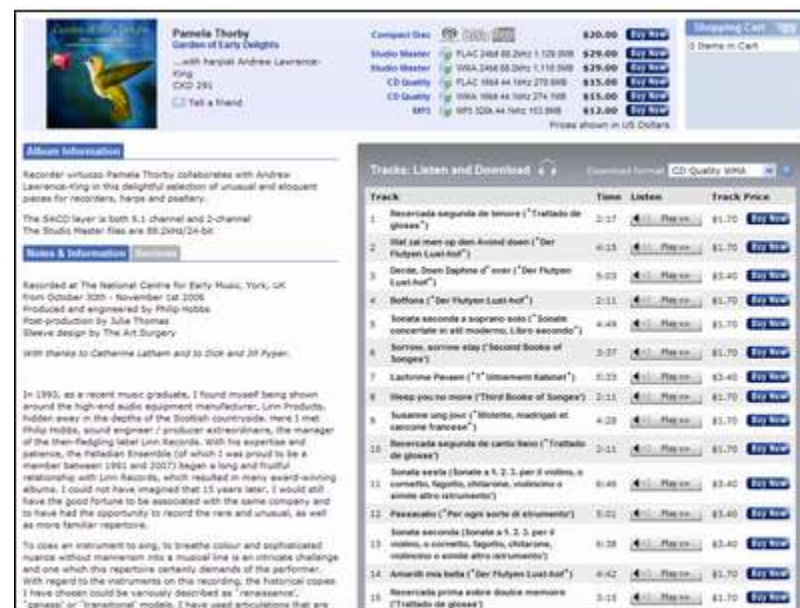 Pamela Thorby
Garden of Early Delights
...with harpist Andrew Lawrence-
King
CKD 291
Tell a friend
Compact Disc $20.00 Buy Now
Studio Master FLAC 24bit 88.2kHz 1,129.0MB $29.00 Buy Now
Studio Master WMA 24bit 88.2kHz $29.00 Buy Now
CD Quality FLAC 16bit 44.1kHz $15.00 Buy Now
CD Quality WMA 16bit 44.1kHz $15.00 Buy Now
MP3 MP3 320k 44.1kHz $12.00 Buy Now
Prices shown in US Dollars
Shopping Cart
0 Items in Cart
Album Information
Recorder virtuoso Pamela Thorby collaborates with Andrew
Lawrence-King in this delightful selection of unusual and eloquent
pieces for recorders, harps and psaltery.
The SACD layer is both 5.1 channel and 2-channel
The Studio Master files are 88.2kHz/24-bit
Notes & Information Reviews
Recorded at The National Centre for Early Music, York, UK
from October 30th - November 1st 2006
Produced and engineered by Philip Hobbs
Post-production by Julia Thomas
Sleeve design by The Art Surgery
With thanks to Catherine Latham and to Dick and Jill Pyper.
In 1993, as a recent music graduate, I found myself being shown
around the high-end audio equipment manufacturer, Linn Products,
hidden away in the depths of the Scottish countryside. Here I met
Philip Hobbs, sound engineer / producer extraordinaire, the manager
of the then-fledgling label Linn Records. With his expertise and
patience, the Palladian Ensemble (of which I was proud to be a
member between 1991 and 2007) began a long and fruitful
relationship with Linn Records, which resulted in many award-winning
albums. I could not have imagined that 15 years later, I would still
have the good fortune to be associated with the same company and
to have had the opportunity to record the rare and unusual, as well
as more familiar repertoire.
To coax an instrument to sing, to breathe colour and sophisticated
nuance without mannerism into a musical line is an intricate challenge
and one which this repertoire certainly demands of the performer.
With regard to the instruments on this recording, the historical copies
I have chosen could be variously described as 'renaissance',
'ganassi' or 'transitional' models. I have used articulations that are
Tracks: Listen and Download Download format CD Quality WMA
Track Time Listen Track Price
1 Recercada segunda de tenore ("Trattado de
glosas") 2:17 Play >> $1.70 Buy Now
2 zal men op den Avond doen ("Der
Fluyten Lust-hof") 4:15 Play >> $1.70 Buy Now
3 Derde, Doen Daphne d'over ("Der Fluyten
Lust-hof") 5:03 Play >> $3.40 Buy Now
4 Boffons ("Der Fluyten Lust-hof") 2:11 Play >> $1.70 Buy Now
5 Sonata seconda a soprano solo ("Sonate
concertate in stil moderno, Libro secondo") 4:49 Play >> $1.70 Buy Now
6 Sorrow, sorrow stay ('Second Booke of
Songes') 3:37 Play >> $1.70 Buy Now
7 Lachrime Pavaen 5:33 Play >> $3.40 Buy Now
8 Weep you no more ('Third Booke of Songes') 2:11 Play >> $1.70 Buy Now
9 Susanne ung jour ("Motette, madrigali et
canzone francese") 4:28 Play >> $1.70 Buy Now
10 Recercada segunda de canto llano ("Trattado
de glosas') 2:11 Play >> $1.70 Buy Now
11 Sonata sesta (Sonate a 1. 2. 3. per il violino, o
cornetto, fagotto, chitarone, violoncino o
simile altro istrumento') 6:46 Play >> $3.40 Buy Now
12 Passacalio ("Per ogni sorte di strumento') 5:01 Play >> $3.40 Buy Now
13 Sonata seconda (Sonate a 1. 2. 3. per il
violino, o cornetto, fagotto, chitarone,
violoncino o simile altro istrumento') 6:38 Play >> $3.40 Buy Now
14 Amarilli mia bella ("Der Fluyten Lust-hof") 4:42 Play >> $1.70 Buy Now
15 Recercada prima sobre doulce memoire
('Trattado de glosas') 3:15 Play >> $1.70 Buy Now